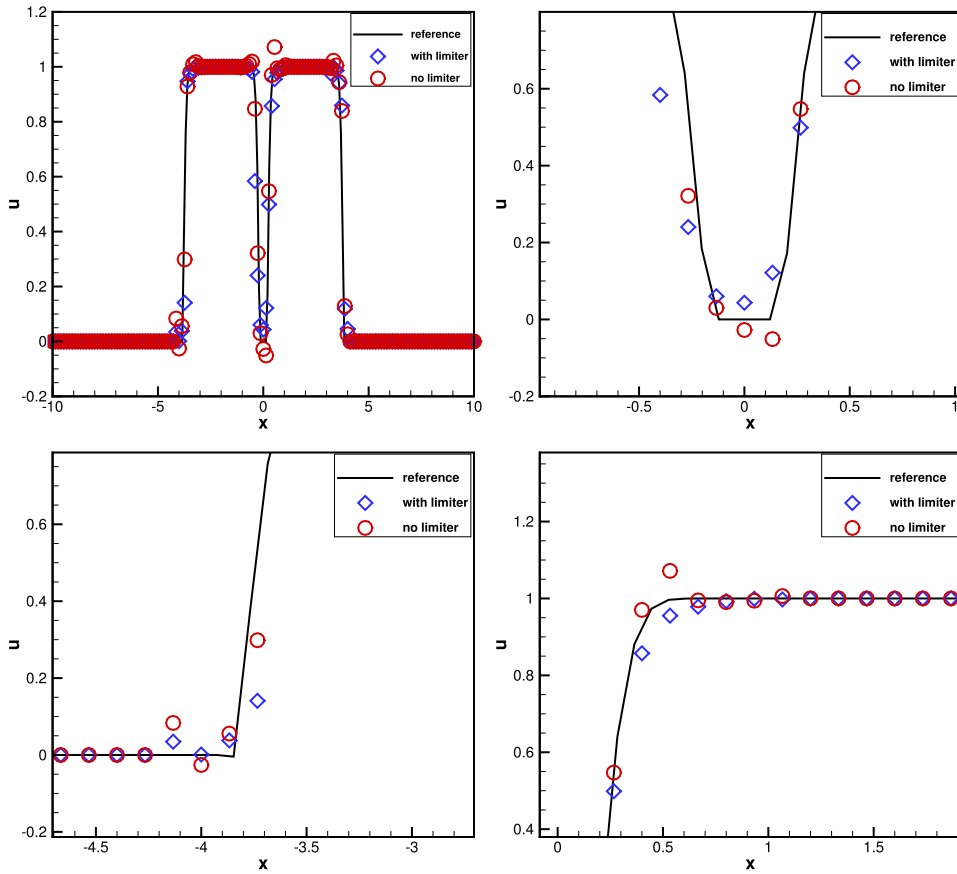 1.2
1
0.8
0.6
0.4
0.2
0
-0.2
u
-10
-5
0
5
10
x
reference
with limiter
no limiter
0.6
0.4
0.2
0
-0.2
u
-0.5
0
0.5
1
x
reference
with limiter
no limiter
0.6
0.4
0.2
0
-0.2
u
-4.5
-4
-3.5
-3
x
reference
with limiter
no limiter
1.2
1
0.8
0.6
0.4
u
0
0.5
1
1.5
x
reference
with limiter
no limiter